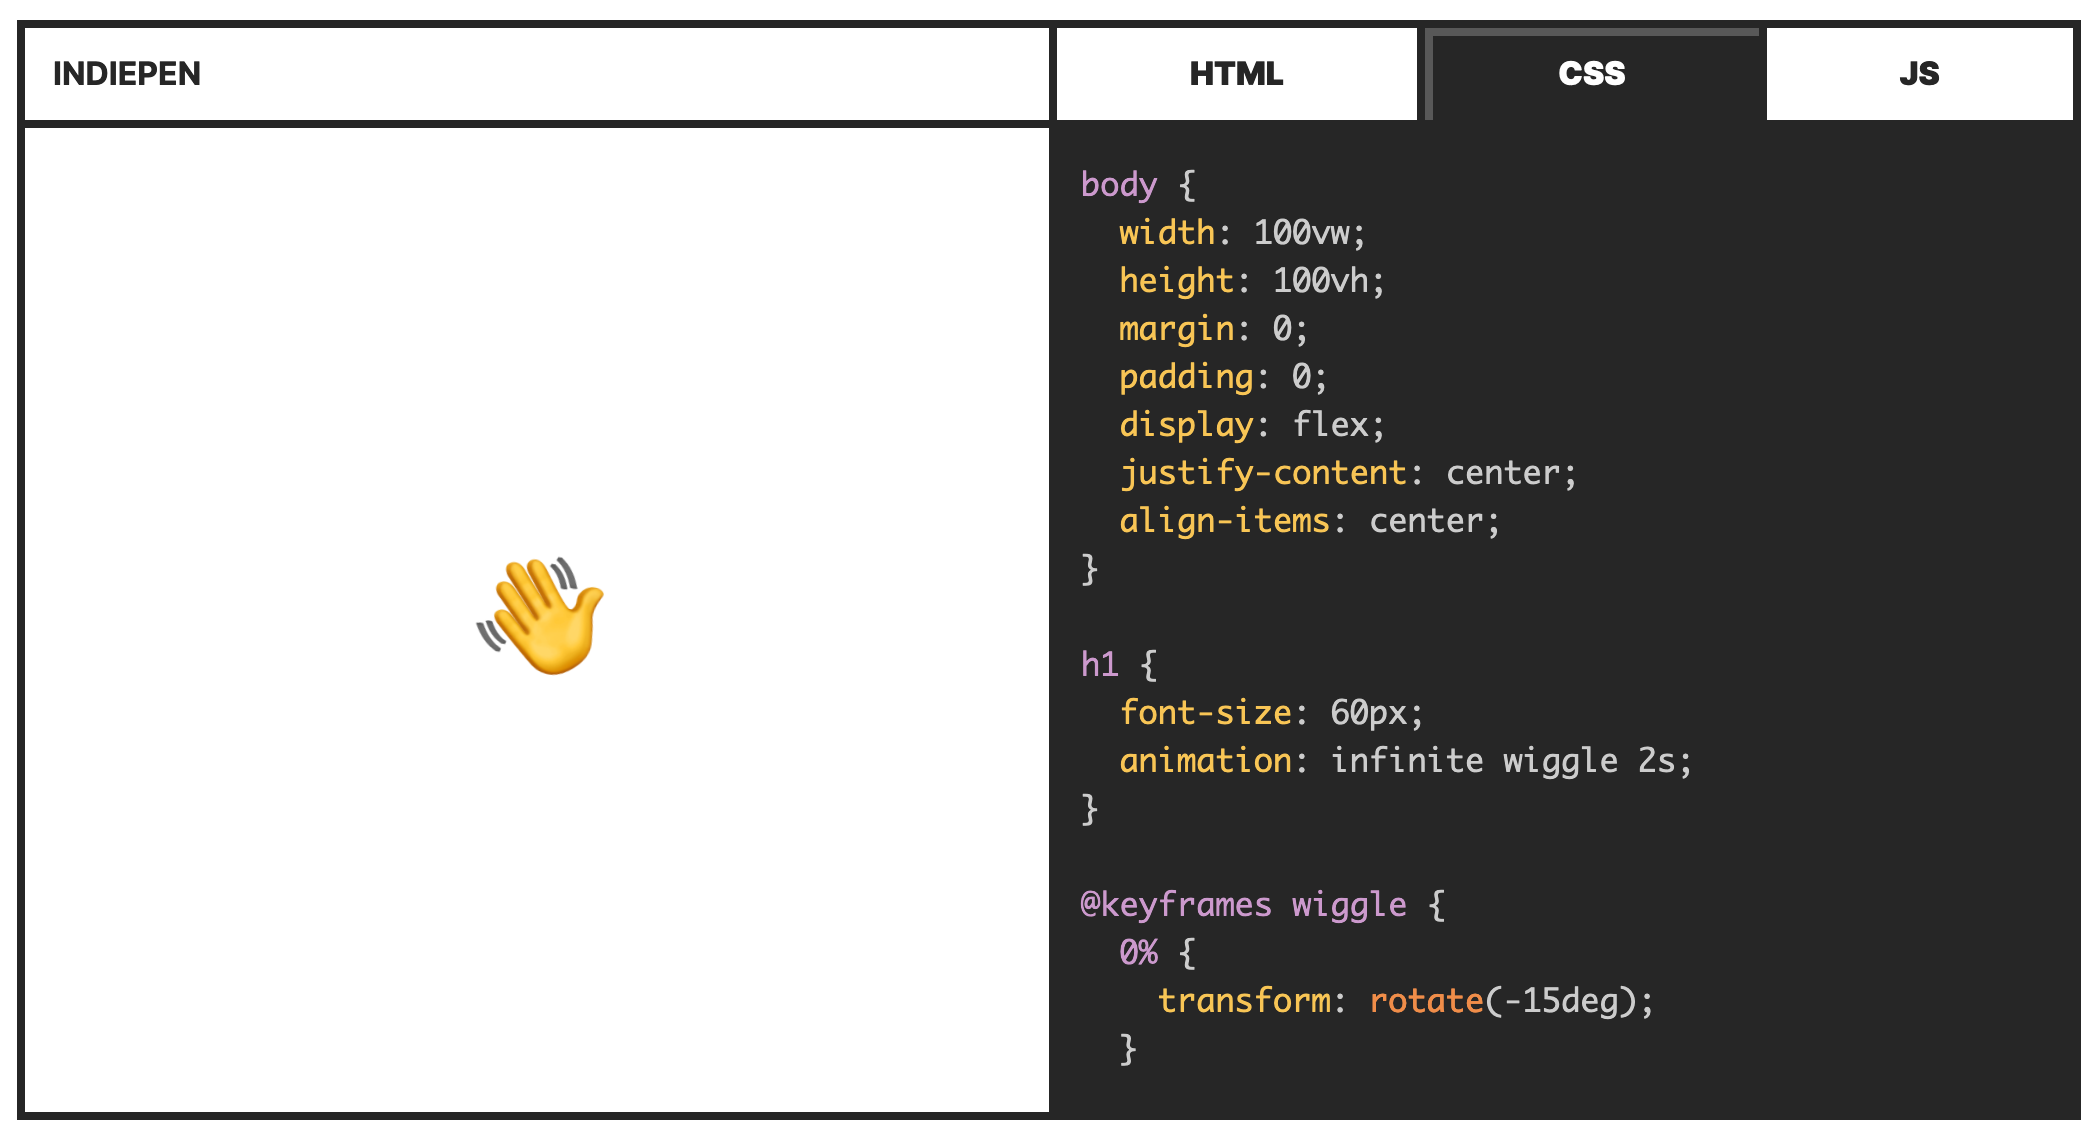 INDIEPEN
HTML CSS JS
body {
  width: 100vw;
  height: 100vh;
  margin: 0;
  padding: 0;
  display: flex;
  justify-content: center;
  align-items: center;
}

h1 {
  font-size: 60px;
  animation: infinite wiggle 2s;
}

@keyframes wiggle {
  0% {
    transform: rotate(-15deg);
  }